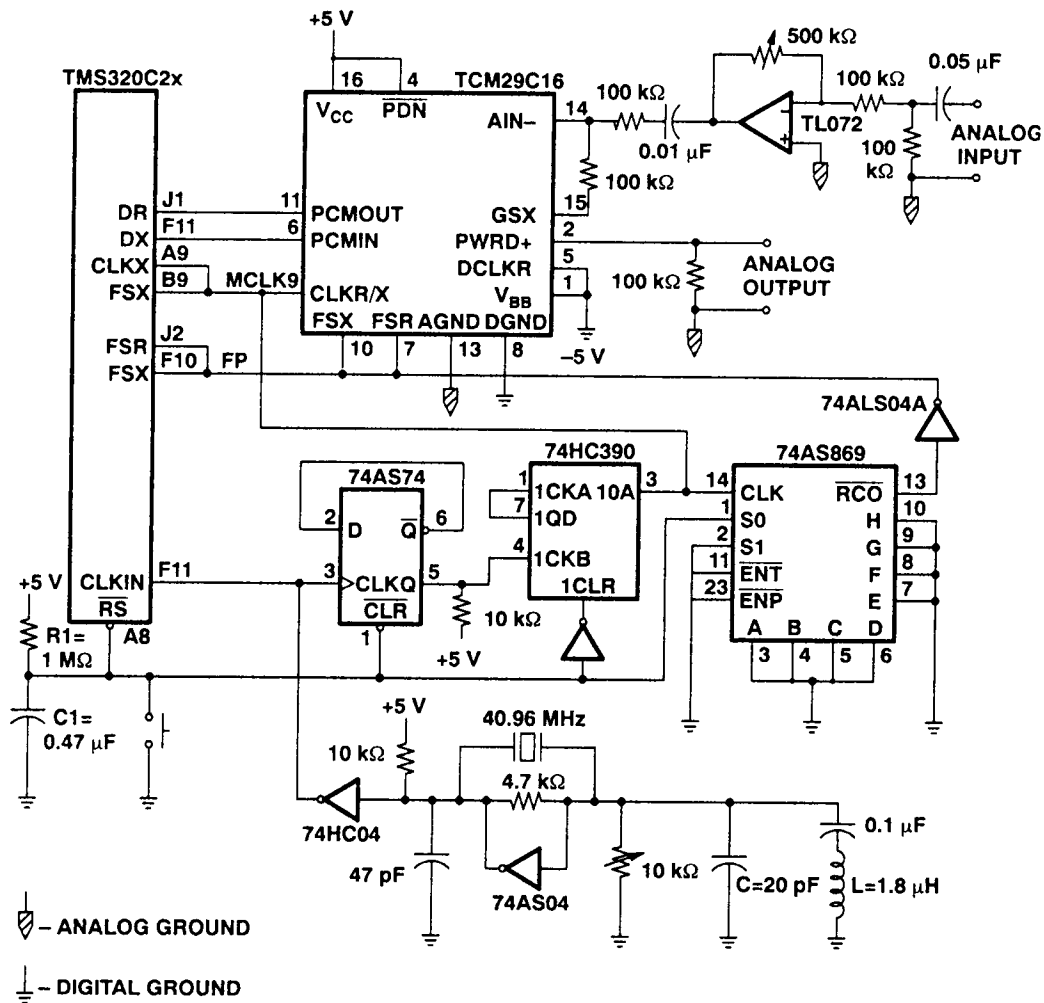 +5 V
TMS320C2x
16
4
TCM29C16
VCC
PDN
AIN–
14
100 kΩ
0.01 μF
500 kΩ
TL072
–
+
100 kΩ
0.05 μF
100 kΩ
ANALOG INPUT
100 kΩ
DR
J1
11
PCMOUT
GSX
15
DX
F11
6
PCMIN
PWRD+
2
CLKX
A9
DCLKR
5
FSX
B9
MCLK9
CLKR/X
VBB
1
100 kΩ
ANALOG OUTPUT
FSX
FSR
AGND
DGND
10
7
13
8
–5 V
FSR
J2
FSX
F10
FP
74ALS04A
74AS74
74HC390
74AS869
2
D
Q
6
3
CLKQ
5
CLR
1
10 kΩ
+5 V
1
1CKA
10A
3
7
1QD
4
1CKB
1CLR
14
CLK
RCO
13
1
S0
H
10
2
S1
G
9
11
ENT
F
8
23
ENP
E
7
A
B
C
D
3
4
5
6
CLKIN
F11
RS
A8
+5 V
R1=
1 MΩ
C1=
0.47 μF
+5 V
10 kΩ
40.96 MHz
4.7 kΩ
74HC04
47 pF
74AS04
10 kΩ
C=20 pF
0.1 μF
L=1.8 μH
– ANALOG GROUND
– DIGITAL GROUND